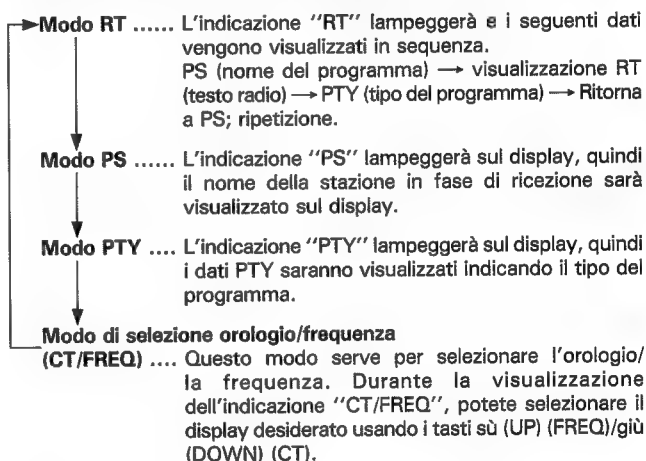 Modo RT ...... L'indicazione "RT" lampeggerà e i seguenti dati
vengono visualizzati in sequenza.
PS (nome del programma) → visualizzazione RT
(testo radio) → PTY (tipo del programma) → Ritorna
a PS; ripetizione.
Modo PS ...... L'indicazione "PS" lampeggerà sul display, quindi
il nome della stazione in fase di ricezione sarà
visualizzato sul display.
Modo PTY .... L'indicazione "PTY" lampeggerà sul display, quindi
i dati PTY saranno visualizzati indicando il tipo del
programma.
Modo di selezione orologio/frequenza
(CT/FREQ) .... Questo modo serve per selezionare l'orologio/
la frequenza. Durante la visualizzazione
dell'indicazione "CT/FREQ", potete selezionare il
display desiderato usando i tasti sù (UP) (FREQ)/giù
(DOWN) (CT).